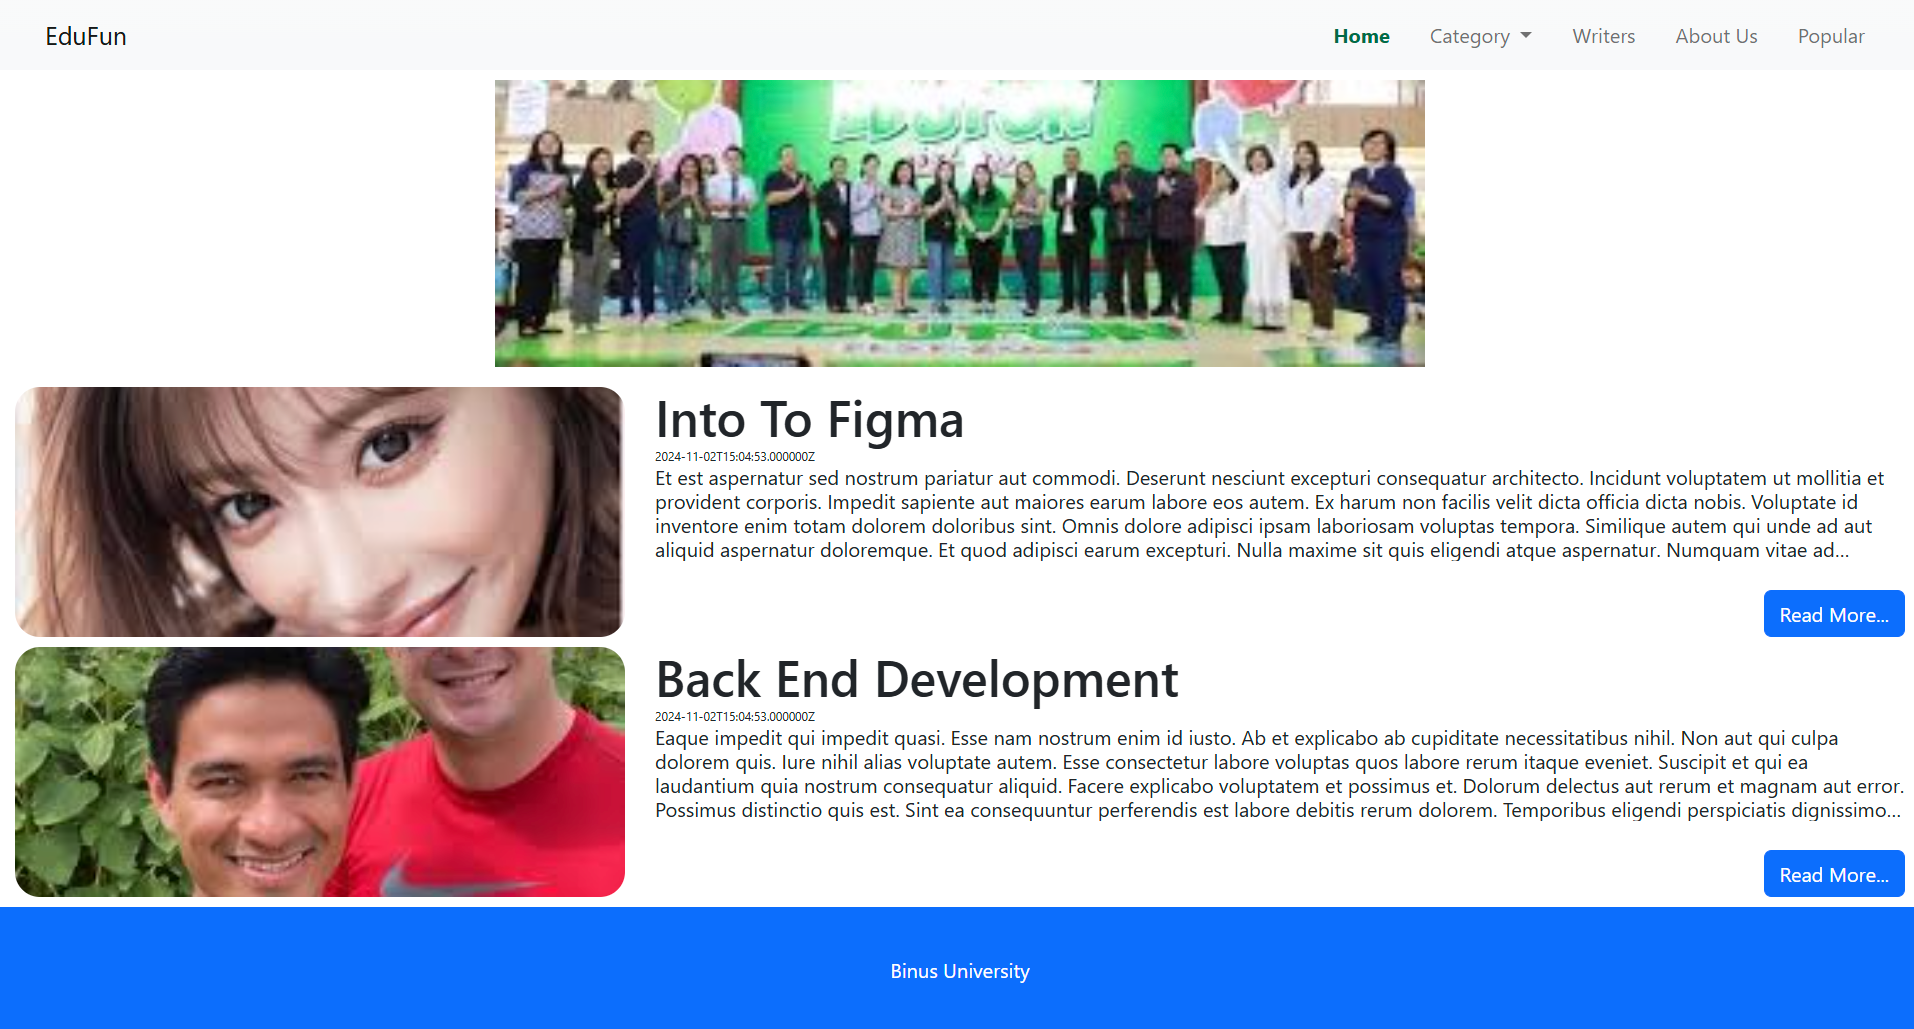 EduFun
Home Category Writers About Us Popular
EDUFUN
EDUFUN
Into To Figma
2024-11-02T15:04:53.000000Z
Et est aspernatur sed nostrum pariatur aut commodi. Deserunt nesciunt excepturi consequatur architecto. Incidunt voluptatem ut mollitia et
provident corporis. Impedit sapiente aut maiores earum labore eos autem. Ex harum non facilis velit dicta officia dicta nobis. Voluptate id
inventore enim totam dolorem doloribus sint. Omnis dolore adipisci ipsam laboriosam voluptas tempora. Similique autem qui unde ad aut
aliquid aspernatur doloremque. Et quod adipisci earum excepturi. Nulla maxime sit quis eligendi atque aspernatur. Numquam vitae ad...
Read More...
Back End Development
2024-11-02T15:04:53.000000Z
Eaque impedit qui impedit quasi. Esse nam nostrum enim id iusto. Ab et explicabo ab cupiditate necessitatibus nihil. Non aut qui culpa
dolorem quis. Iure nihil alias voluptate autem. Esse consectetur labore voluptas quos labore rerum itaque eveniet. Suscipit et qui ea
laudantium quia nostrum consequatur aliquid. Facere explicabo voluptatem et possimus et. Dolorum delectus aut rerum et magnam aut error.
Possimus distinctio quis est. Sint ea consequuntur perferendis est labore debitis rerum dolorem. Temporibus eligendi perspiciatis dignissimo...
Read More...
Binus University